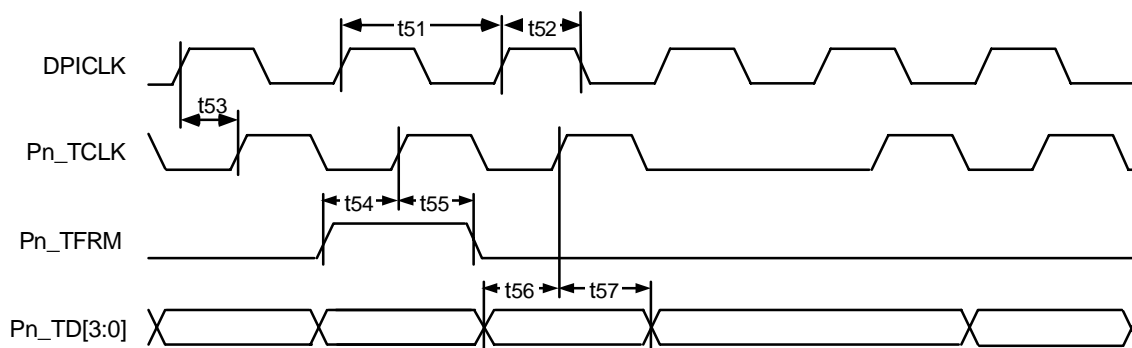 t51
t52
DPICLK
t53
Pn_TCLK
t54
t55
Pn_TFRM
t56
t57
Pn_TD[3:0]